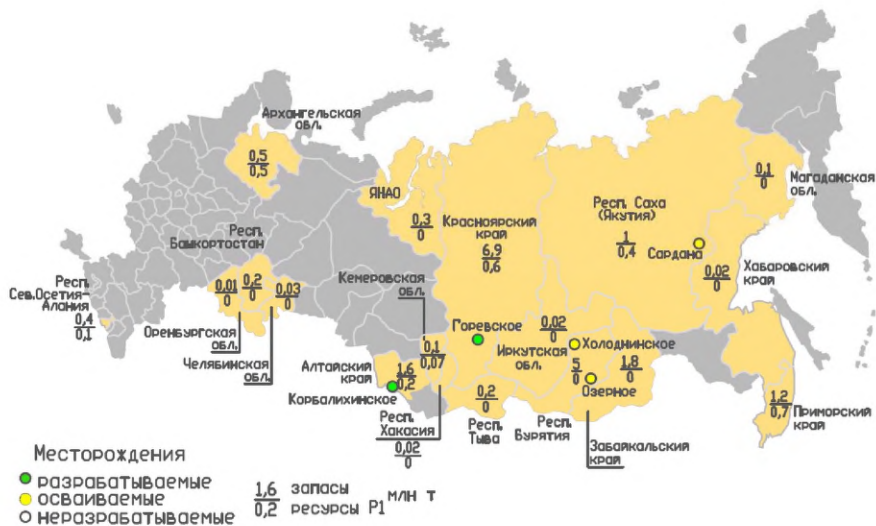 Архангельская
обл.
0,5
0,5
ЯНАО
0,3
0
Красноярский
край
6,9
0,6
Респ. Саха
(Якутия)
1
0,4
Сардана
0,1
0
Магаданская
обл.
0,02
0
Хабаровский
край
Респ.
Башкортостан
Респ.
Сев.Осетия-
Алания
0,4
0,1
0,01
0
0,2
0
0,03
0
Оренбургская
обл.
Челябинская
обл.
Кемеровская
обл.
0,1
0,07
Алтайский
край
1,6
0,2
Корбалихинское
Горевское
0,02
0
Иркутская
обл.
Холоднинское
5
0
1,8
0
Озерное
0,2
0
Респ.
Хакасия
0,02
0
Респ.
Тыва
Респ.
Бурятия
Забайкальский
край
1,2
0,7
Приморский
край
Месторождения
разрабатываемые
осваиваемые
неразрабатываемые
1,6 запасы
0,2 ресурсы Р1
млн т